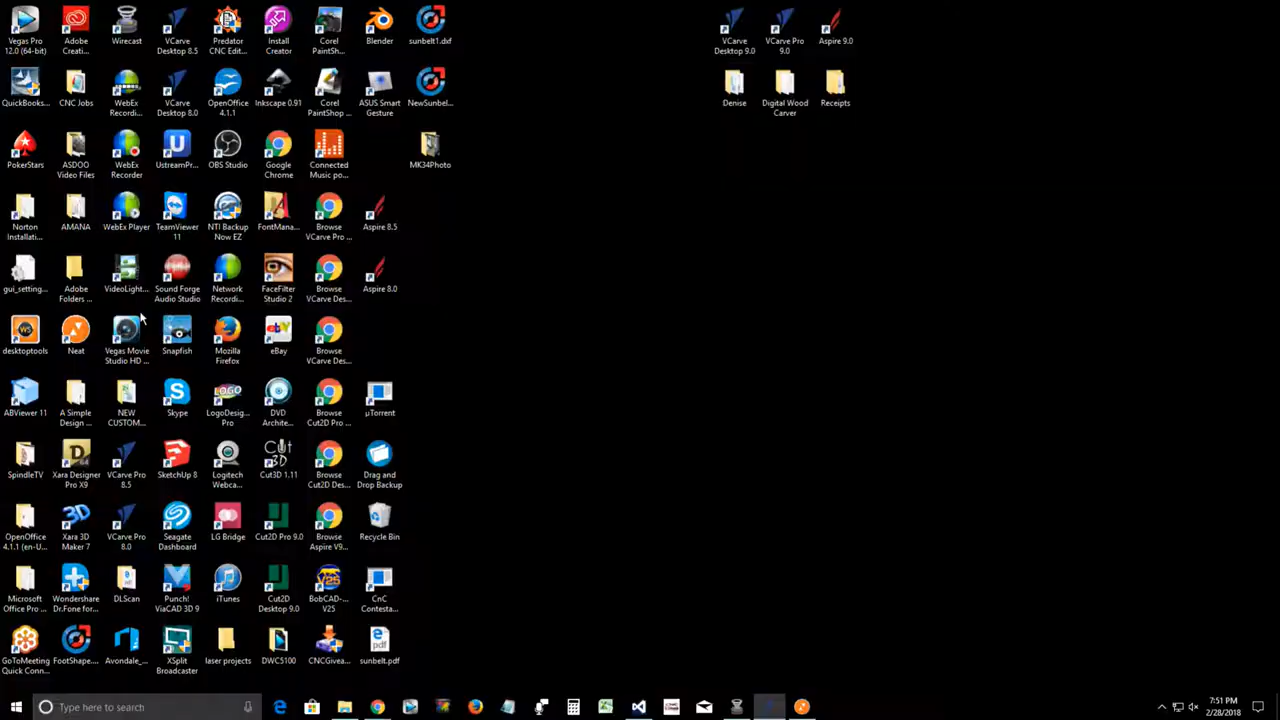 Vegas Pro
12.0 (64-bit)
Adobe
Creati...
Wirecast
VCarve
Desktop 8.5
Predator
CNC Edit...
Install
Creator
Corel
PaintSh...
Blender
sunbelt1.dxf
VCarve
Desktop 9.0
VCarve Pro
9.0
Aspire 9.0
QuickBooks...
CNC Jobs
WebEx
Recordi...
VCarve
Desktop 8.0
OpenOffice
4.1.1
Inkscape 0.91
Corel
PaintShop ...
ASUS Smart
Gesture
NewSunbel...
Denise
Digital Wood
Carver
Receipts
PokerStars
ASDOO
Video Files
WebEx
Recorder
U
UstreamPr...
OBS Studio
Google
Chrome
Connected
Music po...
MK34Photo
Norton
Installati...
AMANA
WebEx Player
TeamViewer
11
NTI Backup
Now EZ
FontMana...
Browse
VCarve Pro ...
Aspire 8.5
gui_setting...
Adobe
Folders ...
VideoLight...
Sound Forge
Audio Studio
Network
Recordi...
FaceFilter
Studio 2
Browse
VCarve Des...
Aspire 8.0
desktoptools
Neat
Vegas Movie
Studio HD ...
Snapfish
Mozilla
Firefox
ebY
eBay
Browse
VCarve Des...
ABViewer 11
A Simple
Design ...
NEW
CUSTOM...
Skype
LOGO
LogoDesig...
Pro
DVD
Archite...
Browse
Cut2D Pro ...
µTorrent
SpindleTV
Xara Designer
Pro X9
VCarve Pro
8.5
SketchUp 8
Logitech
Webca...
Cut
3D
Cut3D 1.11
Browse
Cut2D Des...
Drag and
Drop Backup
OpenOffice
4.1.1 (en-U...
3D
Xara 3D
Maker 7
VCarve Pro
8.0
Seagate
Dashboard
LG Bridge
Cut2D Pro 9.0
Browse
Aspire V9...
Recycle Bin
Microsoft
Office Pro ...
Wondershare
Dr.Fone for...
DLScan
Punch!
ViaCAD 3D 9
iTunes
Cut2D
Desktop 9.0
V25
BobCAD-...
V25
CnC
Contesta...
GoToMeeting
Quick Conn...
FootShape....
Avondale_...
XSplit
Broadcaster
laser projects
DWC5100
CNCGivea...
pdf
sunbelt.pdf
Type here to search
7:51 PM
2/28/2018